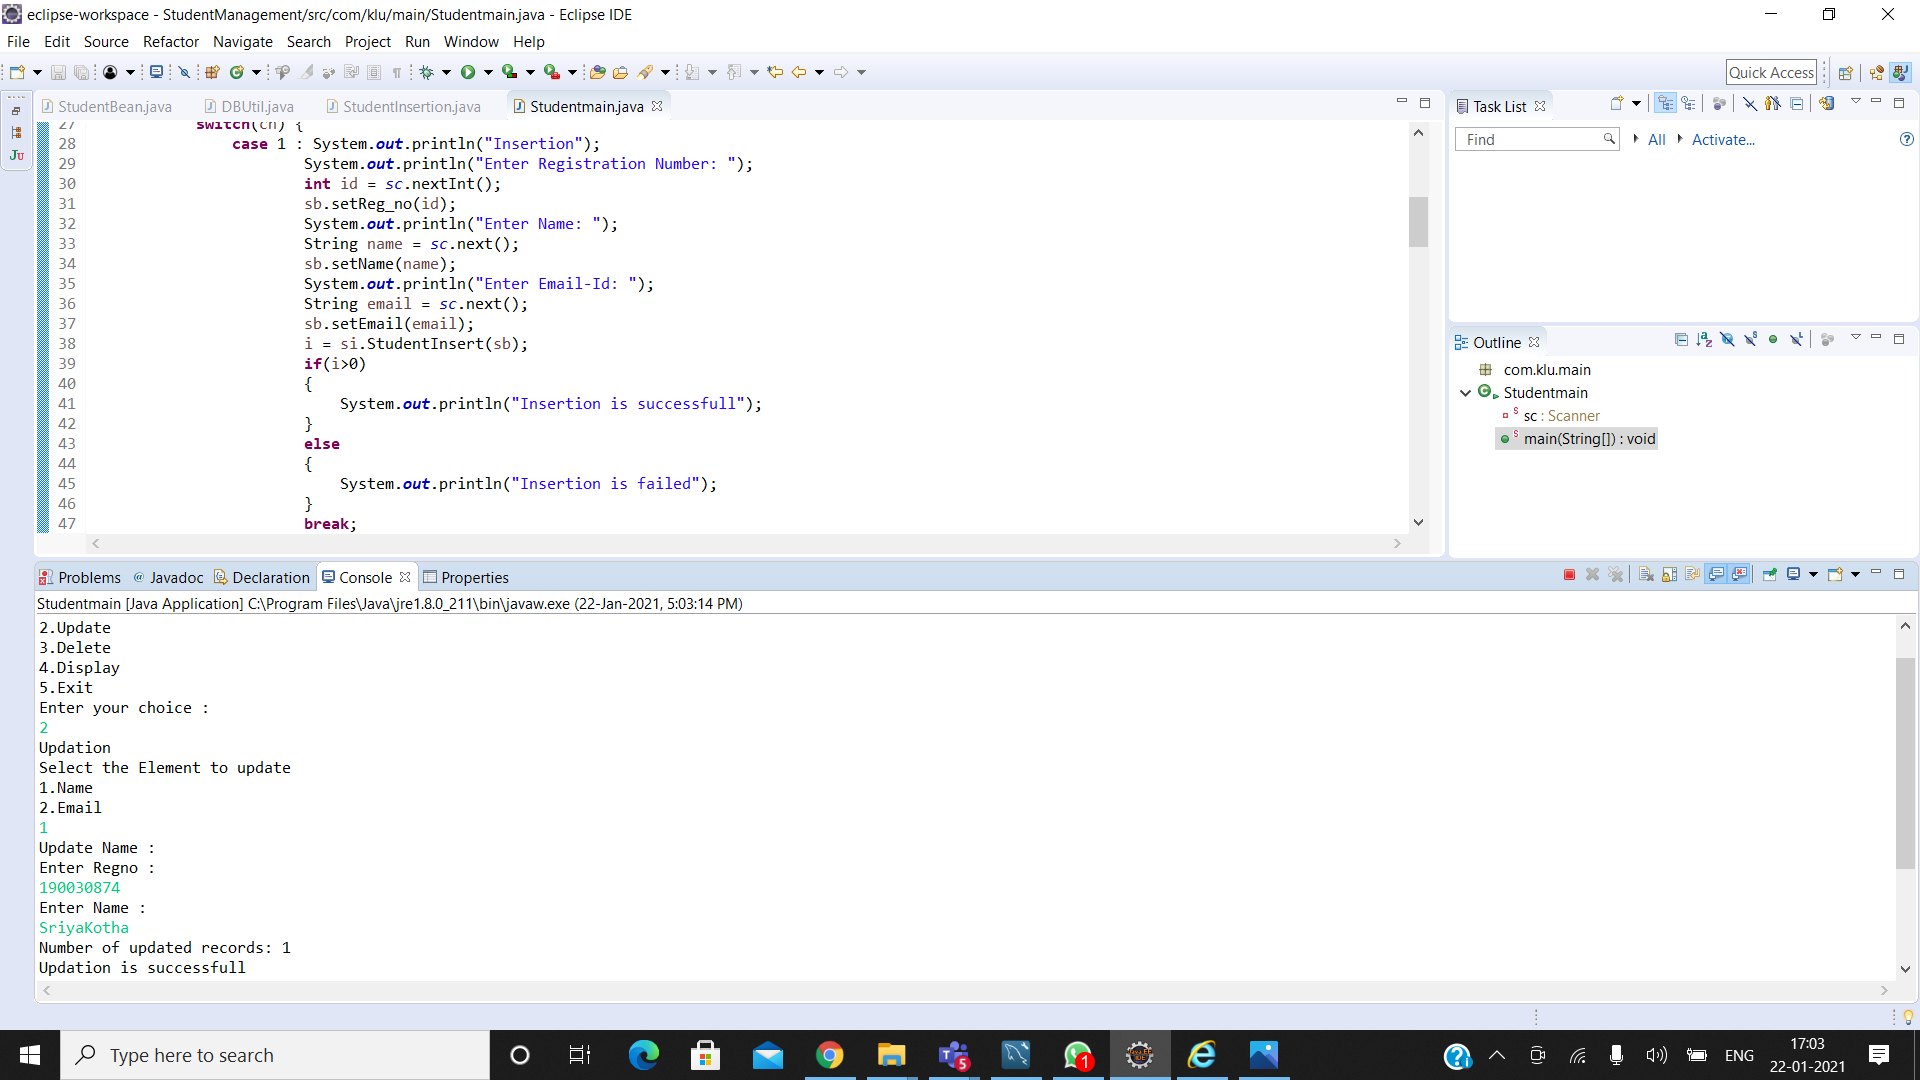 eclipse-workspace - StudentManagement/src/com/klu/main/Studentmain.java - Eclipse IDE
File Edit Source Refactor Navigate Search Project Run Window Help
Quick Access
StudentBean.java DBUtil.java StudentInsertion.java Studentmain.java
27 switch(ch) {
28 case 1 : System.out.println("Insertion");
29 System.out.println("Enter Registration Number: ");
30 int id = sc.nextInt();
31 sb.setReg_no(id);
32 System.out.println("Enter Name: ");
33 String name = sc.next();
34 sb.setName(name);
35 System.out.println("Enter Email-Id: ");
36 String email = sc.next();
37 sb.setEmail(email);
38 i = si.StudentInsert(sb);
39 if(i>0)
40 {
41 System.out.println("Insertion is successfull");
42 }
43 else
44 {
45 System.out.println("Insertion is failed");
46 }
47 break;
Task List
Find All Activate...
Outline
com.klu.main
Studentmain
sc : Scanner
main(String[]) : void
Problems @ Javadoc Declaration Console Properties
Studentmain [Java Application] C:\Program Files\Java\jre1.8.0_211\bin\javaw.exe (22-Jan-2021, 5:03:14 PM)
2.Update
3.Delete
4.Display
5.Exit
Enter your choice :
2
Updation
Select the Element to update
1.Name
2.Email
1
Update Name :
Enter Regno :
190030874
Enter Name :
SriyaKotha
Number of updated records: 1
Updation is successfull
Type here to search
5
1
ENG
17:03
22-01-2021